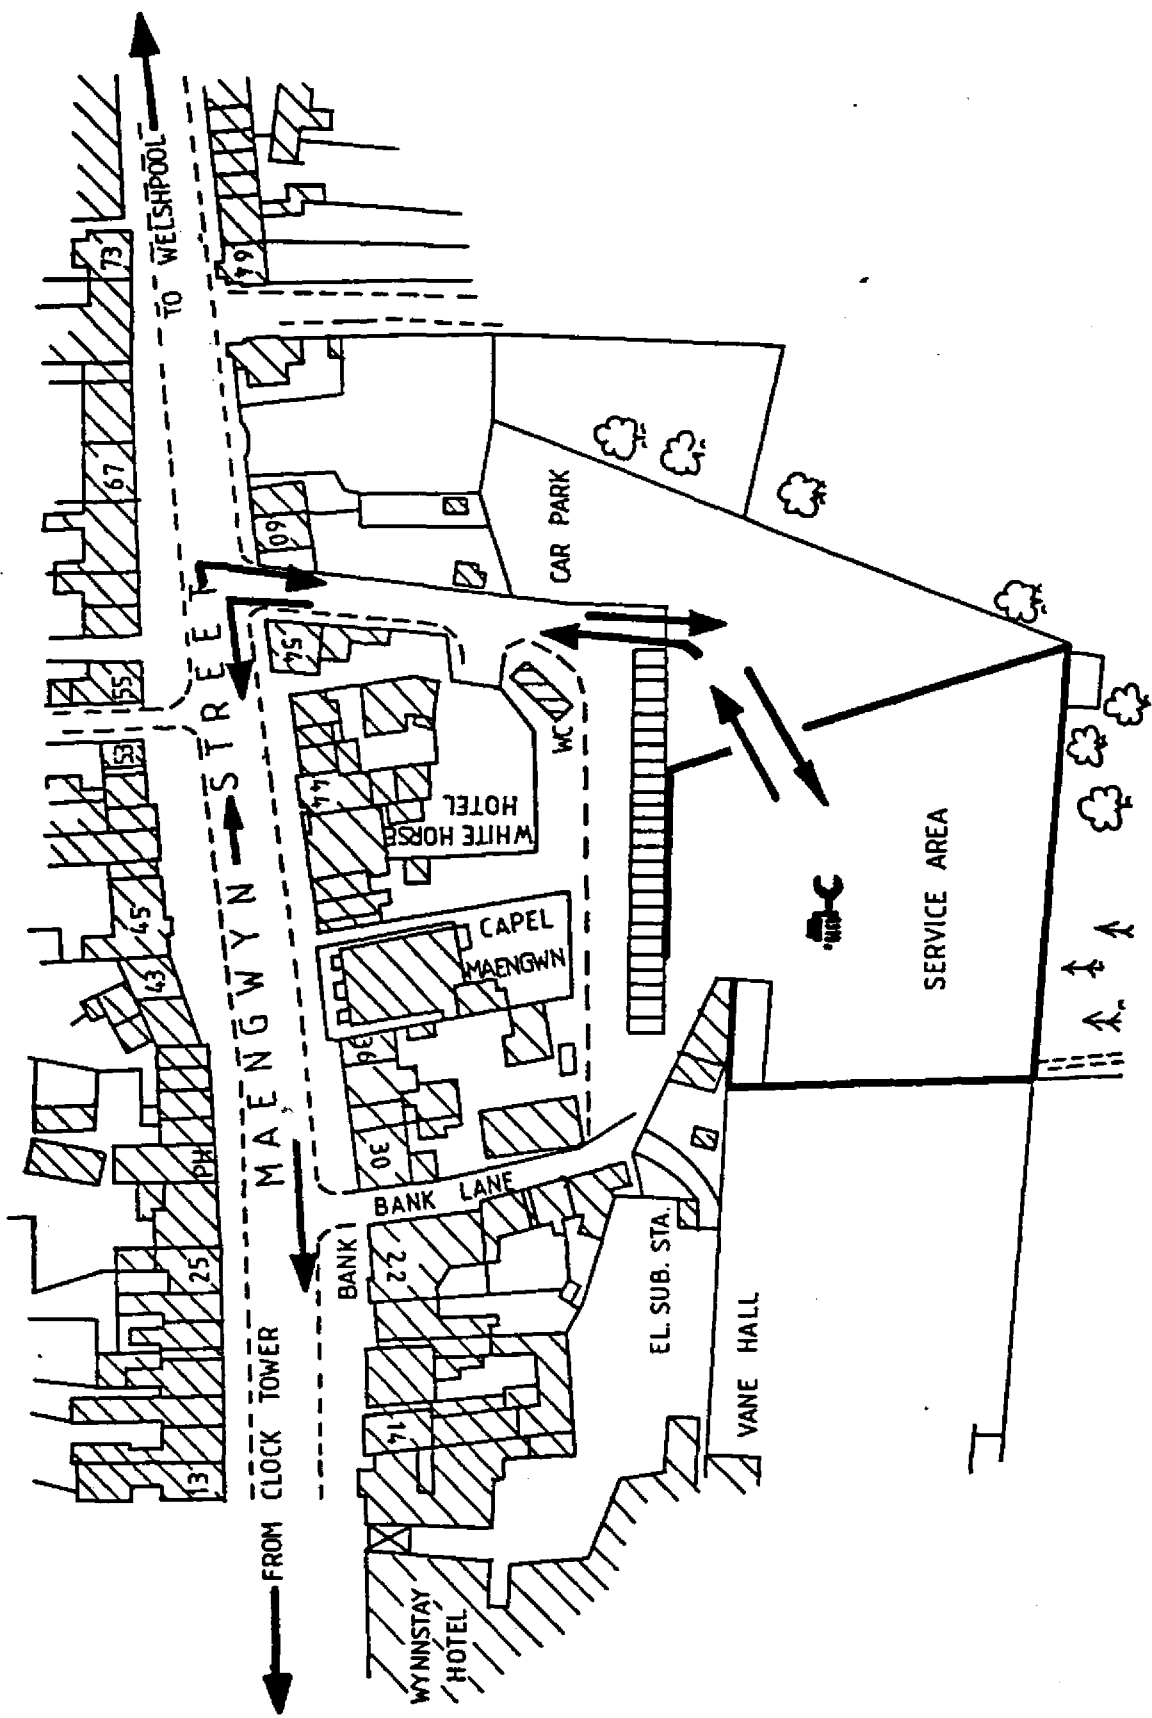 TO WELSHPOOL
73
64
67
60
55
54
53
MAENGWYN STREET
44
45
43
WHITE HORSE
HOTEL
WC
CAR PARK
CAPEL
MAENGWN
SERVICE AREA
36
30
PH
25
BANK LANE
BANK
22
EL. SUB. STA.
VANE HALL
14
13
FROM CLOCK TOWER
WYNNSTAY
HOTEL